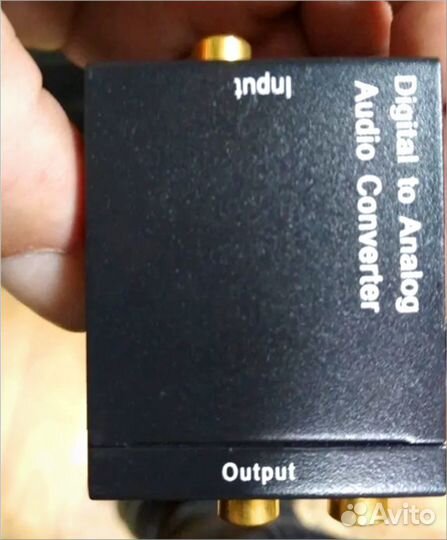 Input
Digital to Analog
Audio Converter
Output
Avito